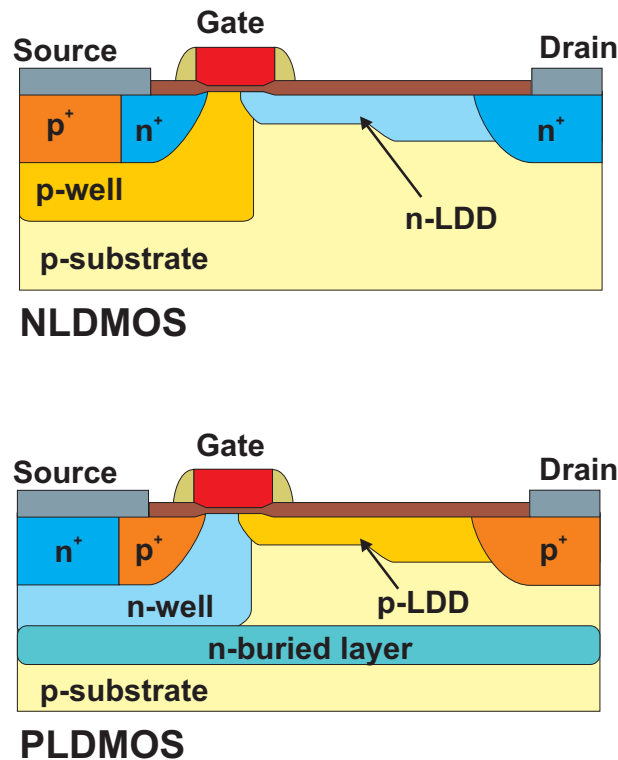 Gate
Source
Drain
p+
n+
n+
p-well
n-LDD
p-substrate
NLDMOS
Gate
Source
Drain
n+
p+
p+
n-well
p-LDD
n-buried layer
p-substrate
PLDMOS